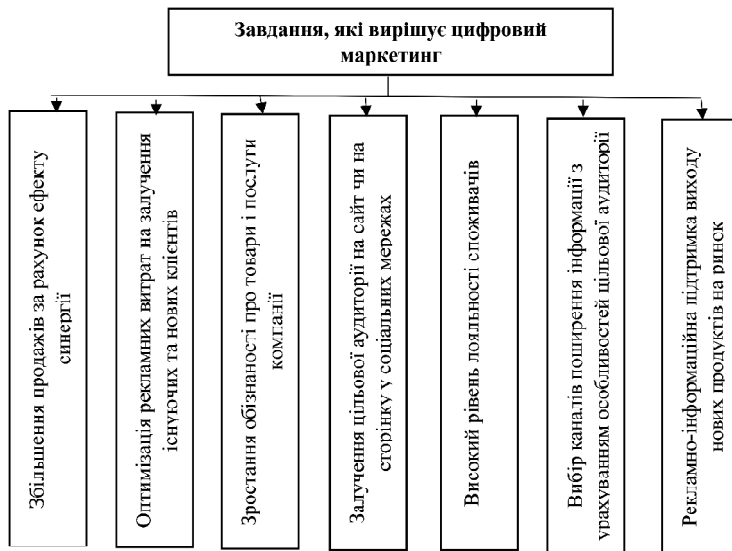 Завдання, які вирішує цифровий
маркетинг
Збільшення продажів за рахунок ефекту
синергії
Оптимізація рекламних витрат на залучення
існуючих та нових клієнтів
Зростання обізнаності про товари і послуги
компанії
Залучення цільової аудиторії на сайт чи на
сторінку у соціальних мережах
Високий рівень лояльності споживачів
Вибір каналів поширення інформації з
урахуванням особливостей цільової аудиторії
Рекламно-інформаційна підтримка виходу
нових продуктів на ринск